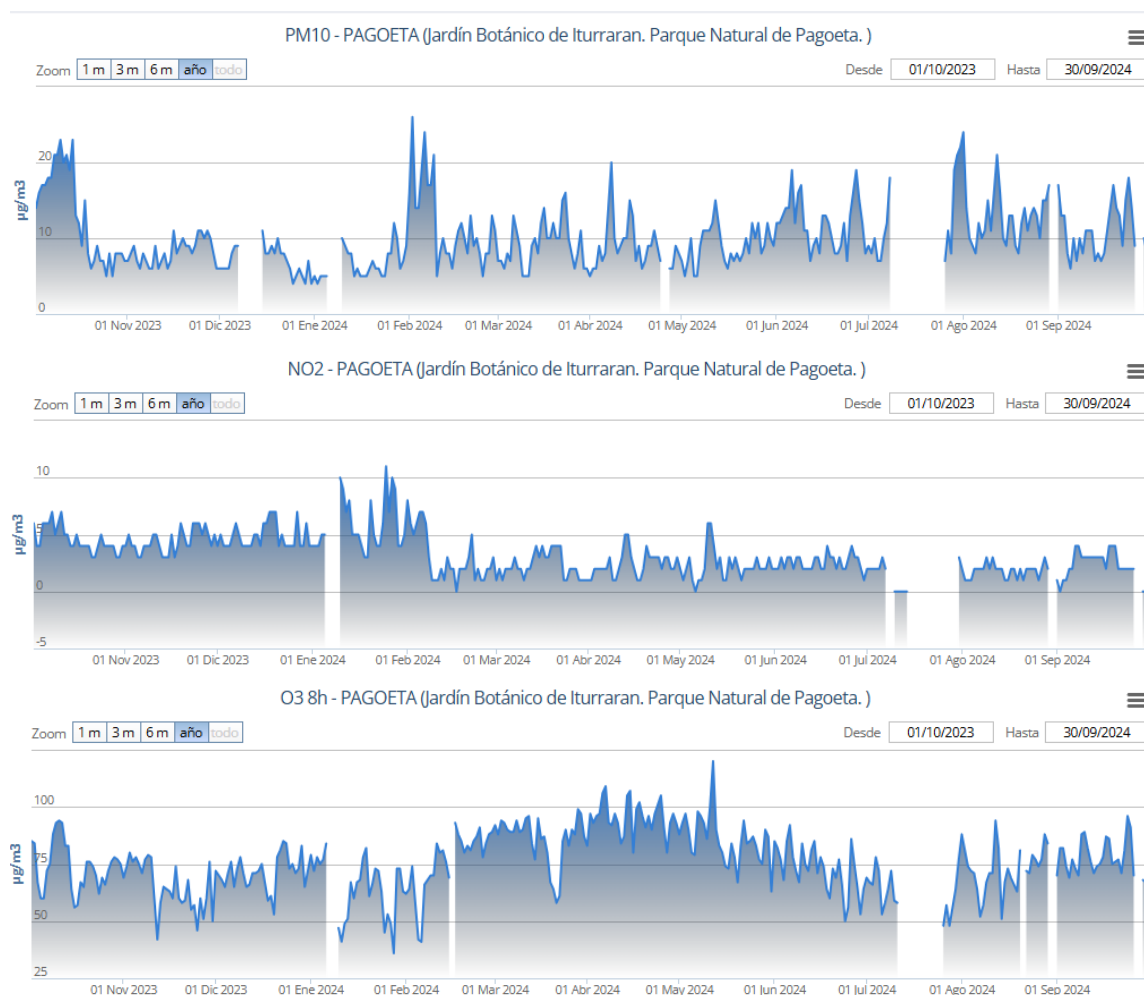 PM10 - PAGOETA (Jardín Botánico de Iturraran. Parque Natural de Pagoeta. )
Zoom 1 m 3 m 6 m año todo Desde 01/10/2023 Hasta 30/09/2024
µg/m3
20
10
0
01 Nov 2023 01 Dic 2023 01 Ene 2024 01 Feb 2024 01 Mar 2024 01 Abr 2024 01 May 2024 01 Jun 2024 01 Jul 2024 01 Ago 2024 01 Sep 2024
NO2 - PAGOETA (Jardín Botánico de Iturraran. Parque Natural de Pagoeta. )
Zoom 1 m 3 m 6 m año todo Desde 01/10/2023 Hasta 30/09/2024
µg/m3
10
5
0
-5
01 Nov 2023 01 Dic 2023 01 Ene 2024 01 Feb 2024 01 Mar 2024 01 Abr 2024 01 May 2024 01 Jun 2024 01 Jul 2024 01 Ago 2024 01 Sep 2024
O3 8h - PAGOETA (Jardín Botánico de Iturraran. Parque Natural de Pagoeta. )
Zoom 1 m 3 m 6 m año todo Desde 01/10/2023 Hasta 30/09/2024
µg/m3
100
75
50
25
01 Nov 2023 01 Dic 2023 01 Ene 2024 01 Feb 2024 01 Mar 2024 01 Abr 2024 01 May 2024 01 Jun 2024 01 Jul 2024 01 Ago 2024 01 Sep 2024